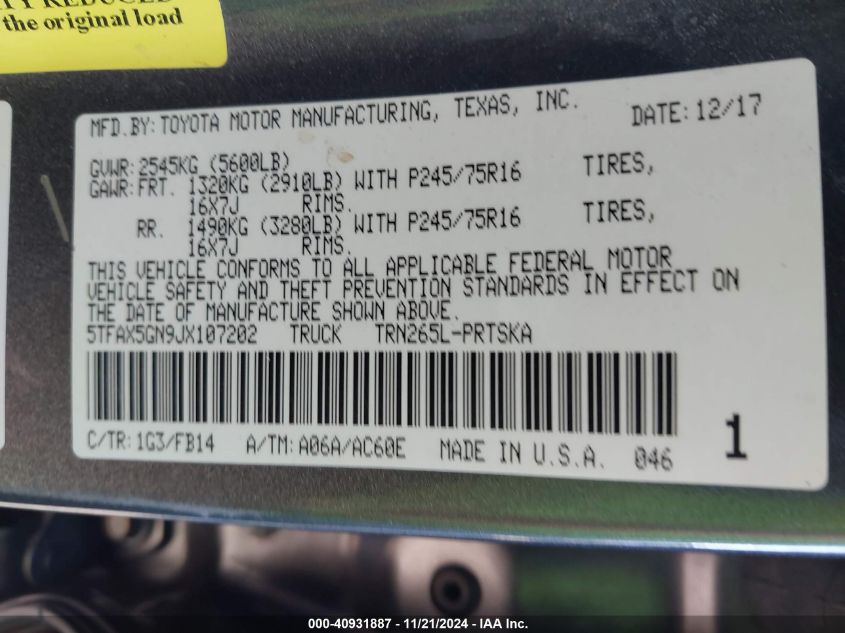 TY REDUCED
the original load
MFD.BY: TOYOTA MOTOR MANUFACTURING, TEXAS, INC. DATE: 12/17
GVWR: 2545KG (5600LB)
GAWR: FRT. 1320KG (2910LB) WITH P245/75R16 TIRES,
16X7J RIMS.
RR. 1490KG (3280LB) WITH P245/75R16 TIRES,
16X7J RIMS.
THIS VEHICLE CONFORMS TO ALL APPLICABLE FEDERAL MOTOR
VEHICLE SAFETY AND THEFT PREVENTION STANDARDS IN EFFECT ON
THE DATE OF MANUFACTURE SHOWN ABOVE.
5TFAX5GN9JX107202 TRUCK TRN265L-PRTSKA
C/TR: 1G3/FB14 A/TM: A06A/AC60E MADE IN U.S.A. 046 1
000-40931887 - 11/21/2024 - IAA Inc.